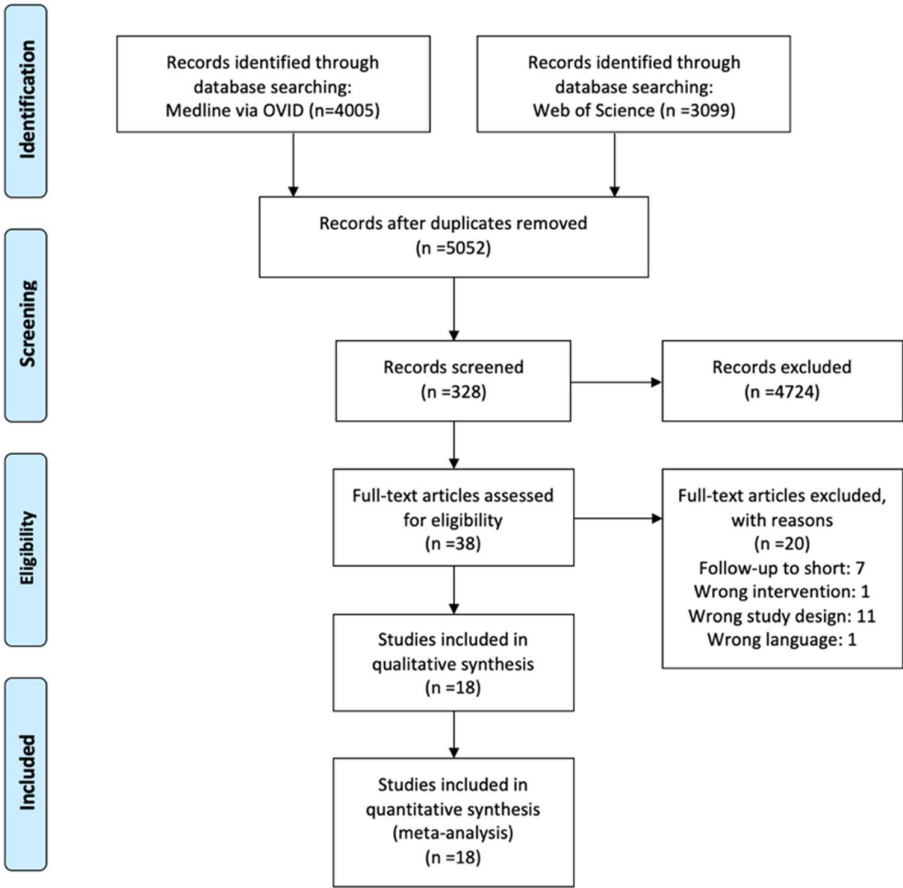 Identification
Records identified through
database searching:
Medline via OVID (n=4005)
Records identified through
database searching:
Web of Science (n =3099)
Records after duplicates removed
(n =5052)
Screening
Records screened
(n =328)
Records excluded
(n =4724)
Eligibility
Full-text articles assessed
for eligibility
(n =38)
Full-text articles excluded,
with reasons
(n =20)
Follow-up to short: 7
Wrong intervention: 1
Wrong study design: 11
Wrong language: 1
Studies included in
qualitative synthesis
(n =18)
Included
Studies included in
quantitative synthesis
(meta-analysis)
(n =18)